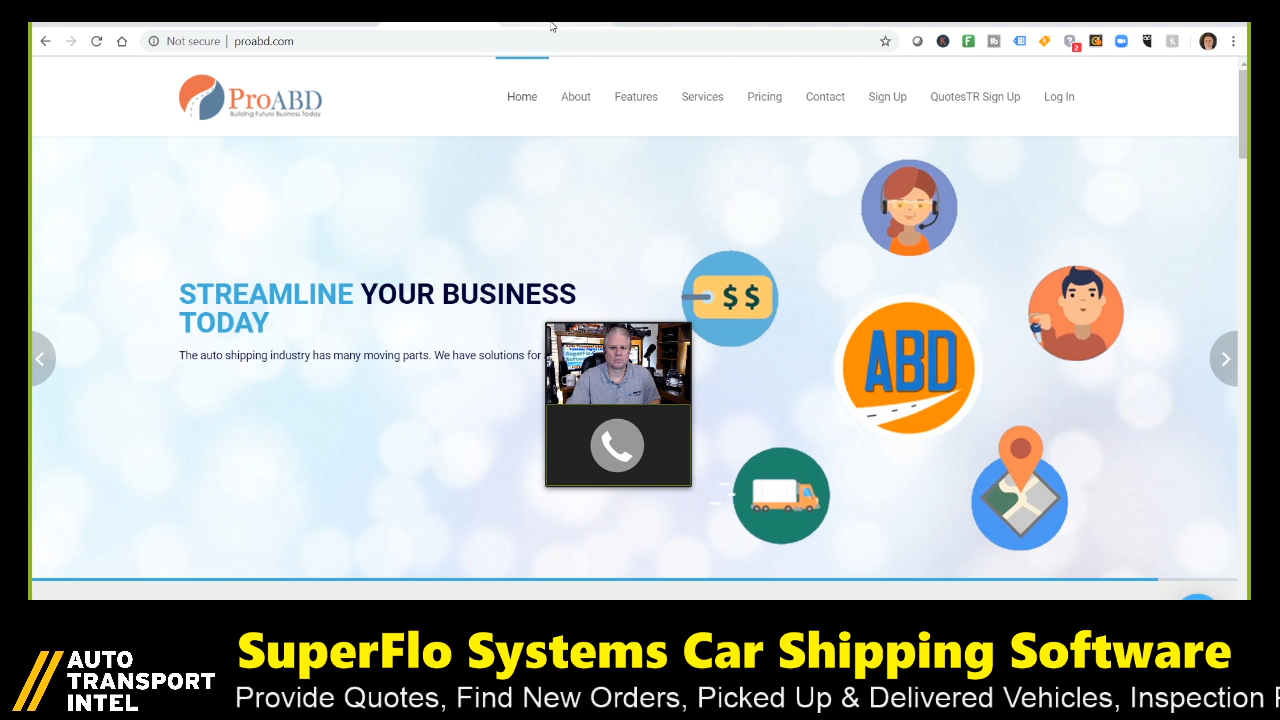 Not secure | proabd.com
2
ProABD
Building Future Business Today
Home About Features Services Pricing Contact Sign Up QuotesTR Sign Up Log In
STREAMLINE YOUR BUSINESS
TODAY
The auto shipping industry has many moving parts. We have solutions for
$$
ABD
SuperFlo Systems Car Shipping Software
AUTO
TRANSPORT
INTEL
Provide Quotes, Find New Orders, Picked Up & Delivered Vehicles, Inspection